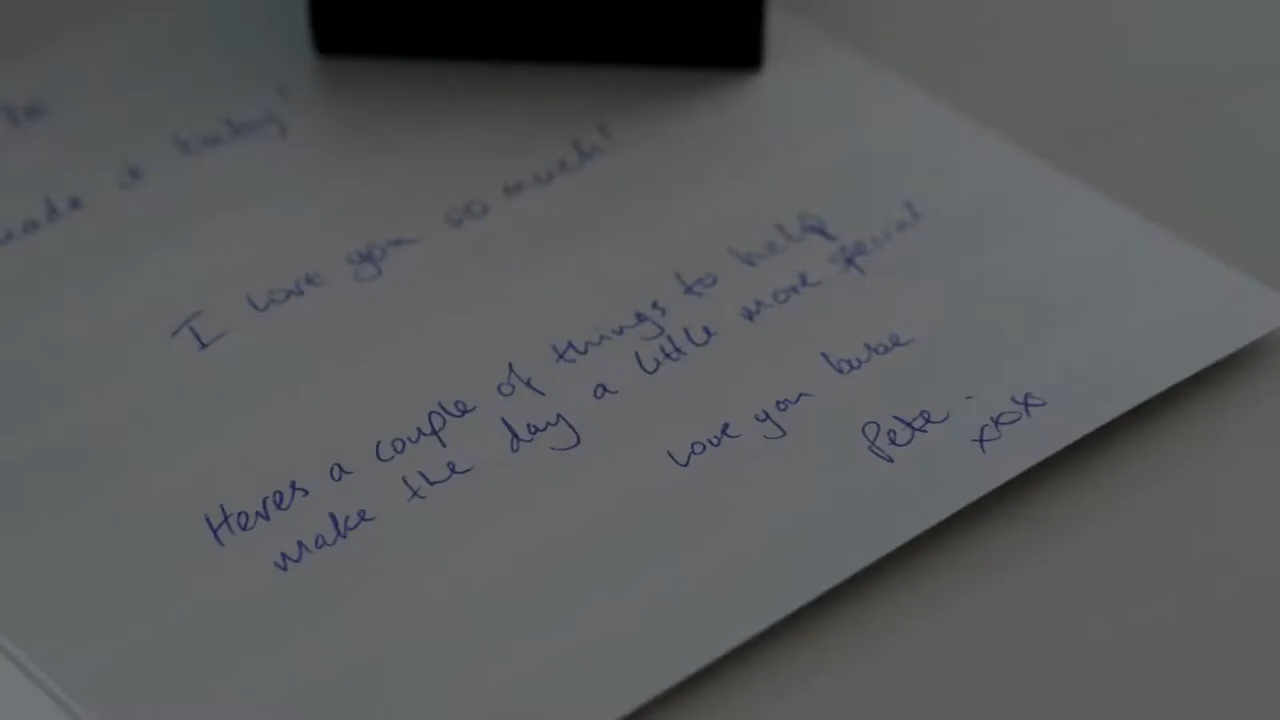 made it baby!
I love you so much!
Heres a couple of things to help
make the day a little more special
Love you babe
Pete.
xxx